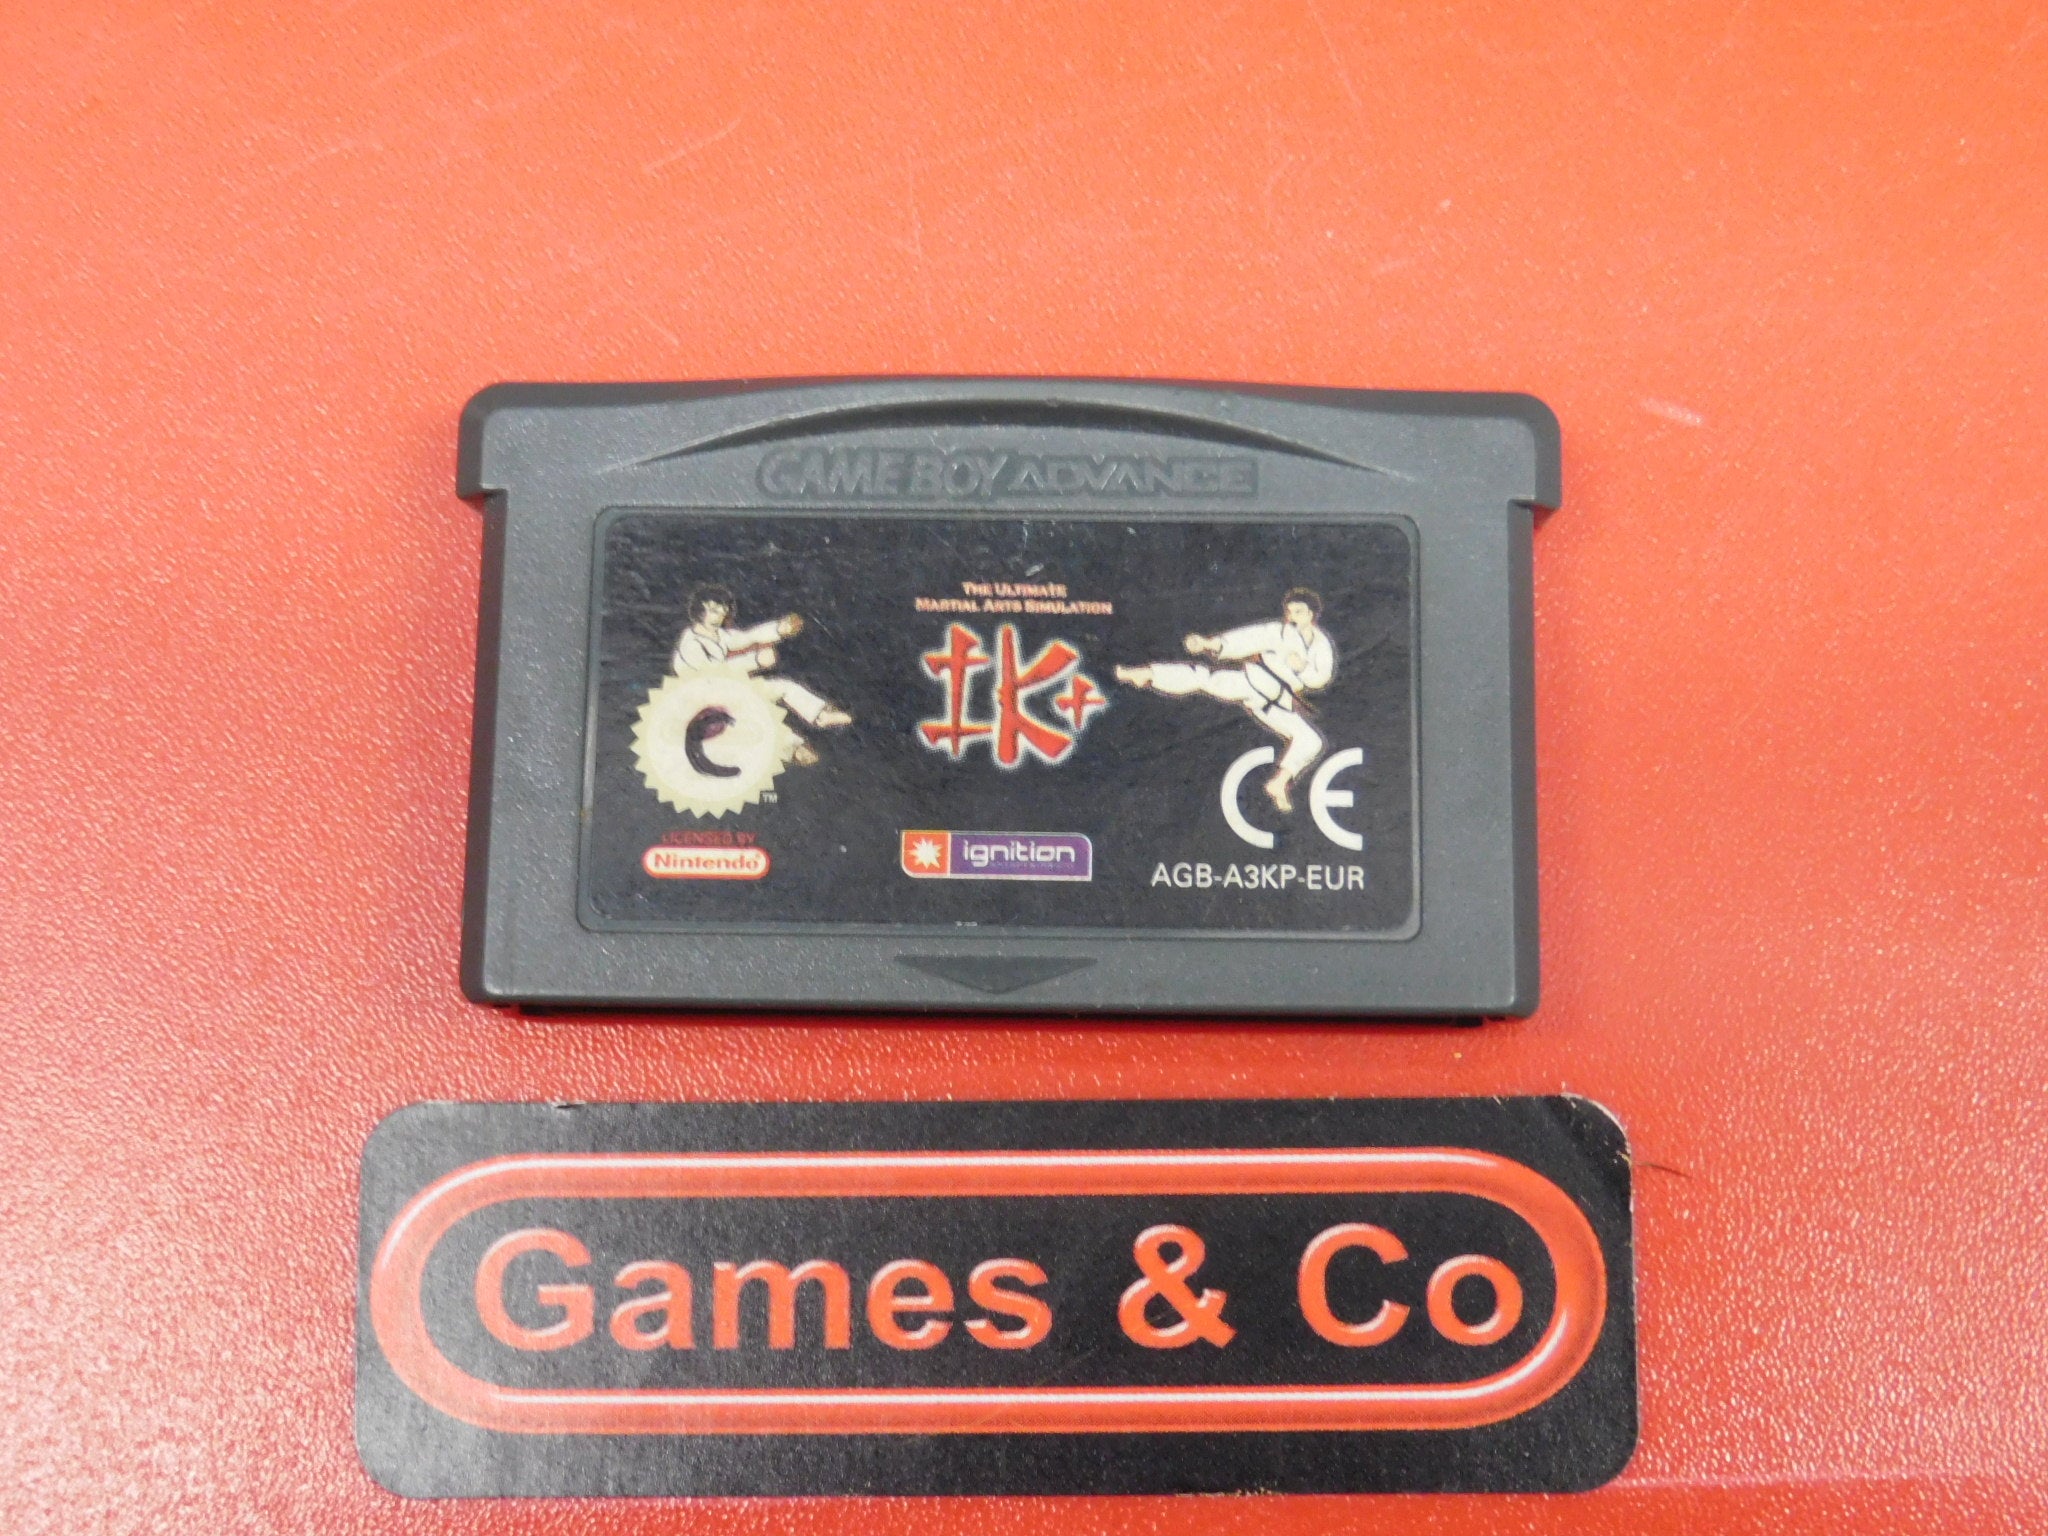 GAME BOY ADVANCE
THE ULTIMATE
MARTIAL ARTS SIMULATION
IK+
C
TM
LICENSED BY
Nintendo
ignition
CE
AGB-A3KP-EUR
Games & Co